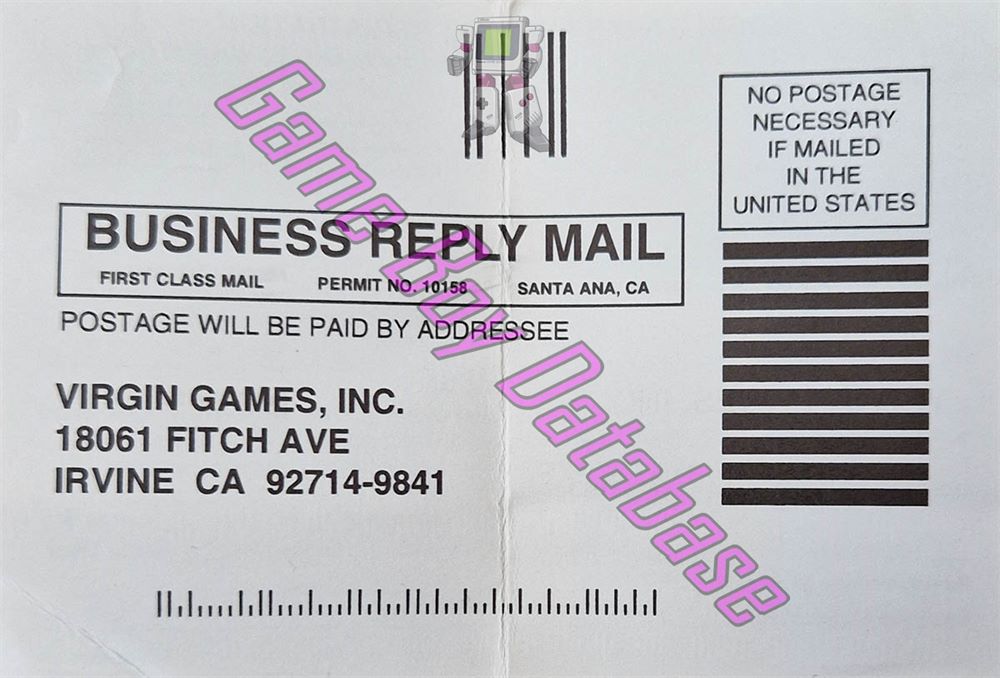 NO POSTAGE
NECESSARY
IF MAILED
IN THE
UNITED STATES
BUSINESS REPLY MAIL
FIRST CLASS MAIL PERMIT NO. 10158 SANTA ANA, CA
POSTAGE WILL BE PAID BY ADDRESSEE
VIRGIN GAMES, INC.
18061 FITCH AVE
IRVINE CA 92714-9841
Game Boy Database